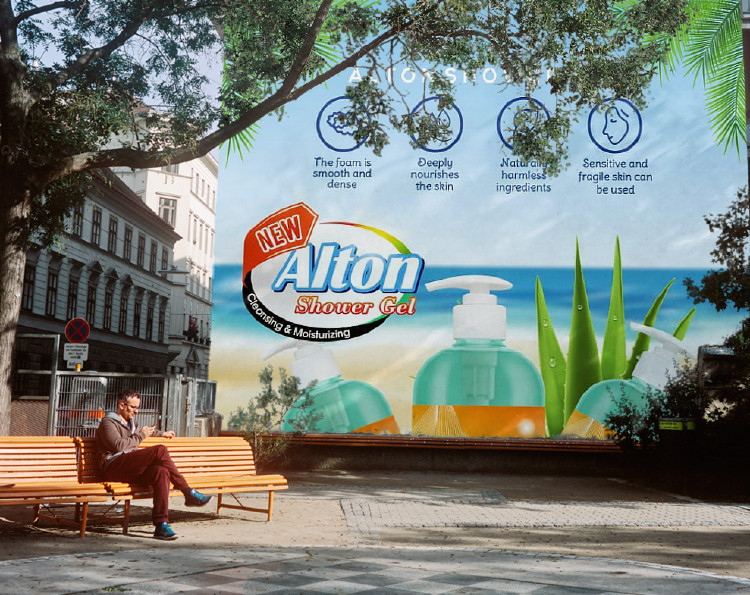 The foam is
smooth and
dense
Deeply
nourishes
the skin
harmless
ingredients
Sensitive and
fragile skin can
be used
NEW
Alton
Shower Gel
Cleansing & Moisturizing